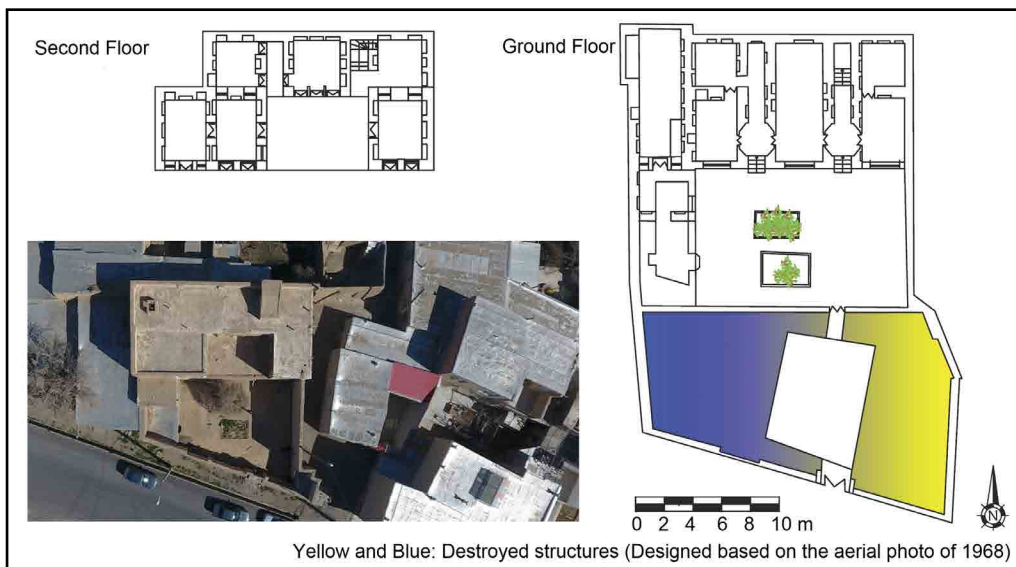 Second Floor
Ground Floor
0 2 4 6 8 10 m
N
Yellow and Blue: Destroyed structures (Designed based on the aerial photo of 1968)